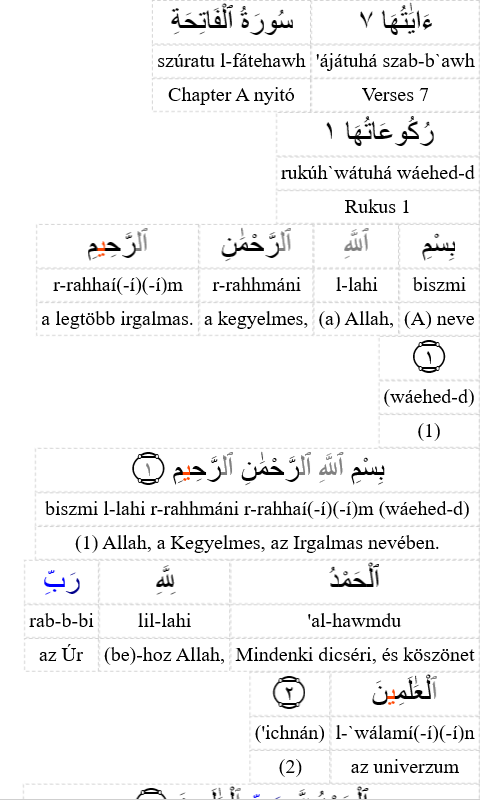 ءَايَٰتُهَا ٧ سُورَةُ ٱلْفَاتِحَةِ
'ájátuhá szab-b`awh szúratu l-fátehawh
Verses 7 Chapter A nyitó
رُكُوعَاتُهَا ١
rukúh`wátuhá wáehed-d
Rukus 1
بِسْمِ ٱللَّهِ ٱلرَّحْمَٰنِ ٱلرَّحِيمِ
biszmi l-lahi r-rahhmáni r-rahhaí(-í)(-í)m
(A) neve (a) Allah, a kegyelmes, a legtöbb irgalmas.
١
(wáehed-d)
(1)
بِسْمِ ٱللَّهِ ٱلرَّحْمَٰنِ ٱلرَّحِيمِ ١
biszmi l-lahi r-rahhmáni r-rahhaí(-í)(-í)m (wáehed-d)
(1) Allah, a Kegyelmes, az Irgalmas nevében.
ٱلْحَمْدُ لِلَّهِ رَبِّ
'al-hawmdu lil-lahi rab-b-bi
Mindenki dicséri, és köszönet (be)-hoz Allah, az Úr
ٱلْعَٰلَمِينَ ٢
l-`wálamí(-í)(-í)n ('ichnán)
az univerzum (2)